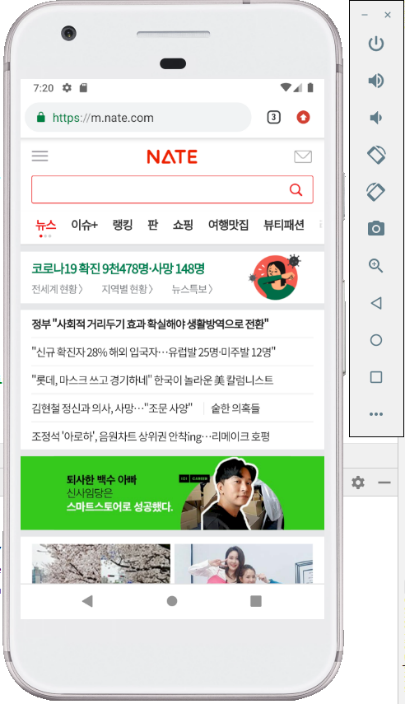 7:20
https://m.nate.com
3
NATE
뉴스 이슈+ 랭킹 판 쇼핑 여행맛집 뷰티패션
코로나19 확진 9천478명·사망 148명
전세계 현황 〉 지역별 현황 〉 뉴스특보 〉
정부 "사회적 거리두기 효과 확실해야 생활방역으로 전환"
"신규 확진자 28% 해외 입국자…유럽발 25명·미주발 12명"
"롯데, 마스크 쓰고 경기하네" 한국이 놀라운 美 칼럼니스트
김현철 정신과 의사, 사망…"조문 사양" 숱한 의혹들
조정석 '아로하', 음원차트 상위권 안착ing…리메이크 호평
퇴사한 백수 아빠
신사임당은
스마트스토어로 성공했다.